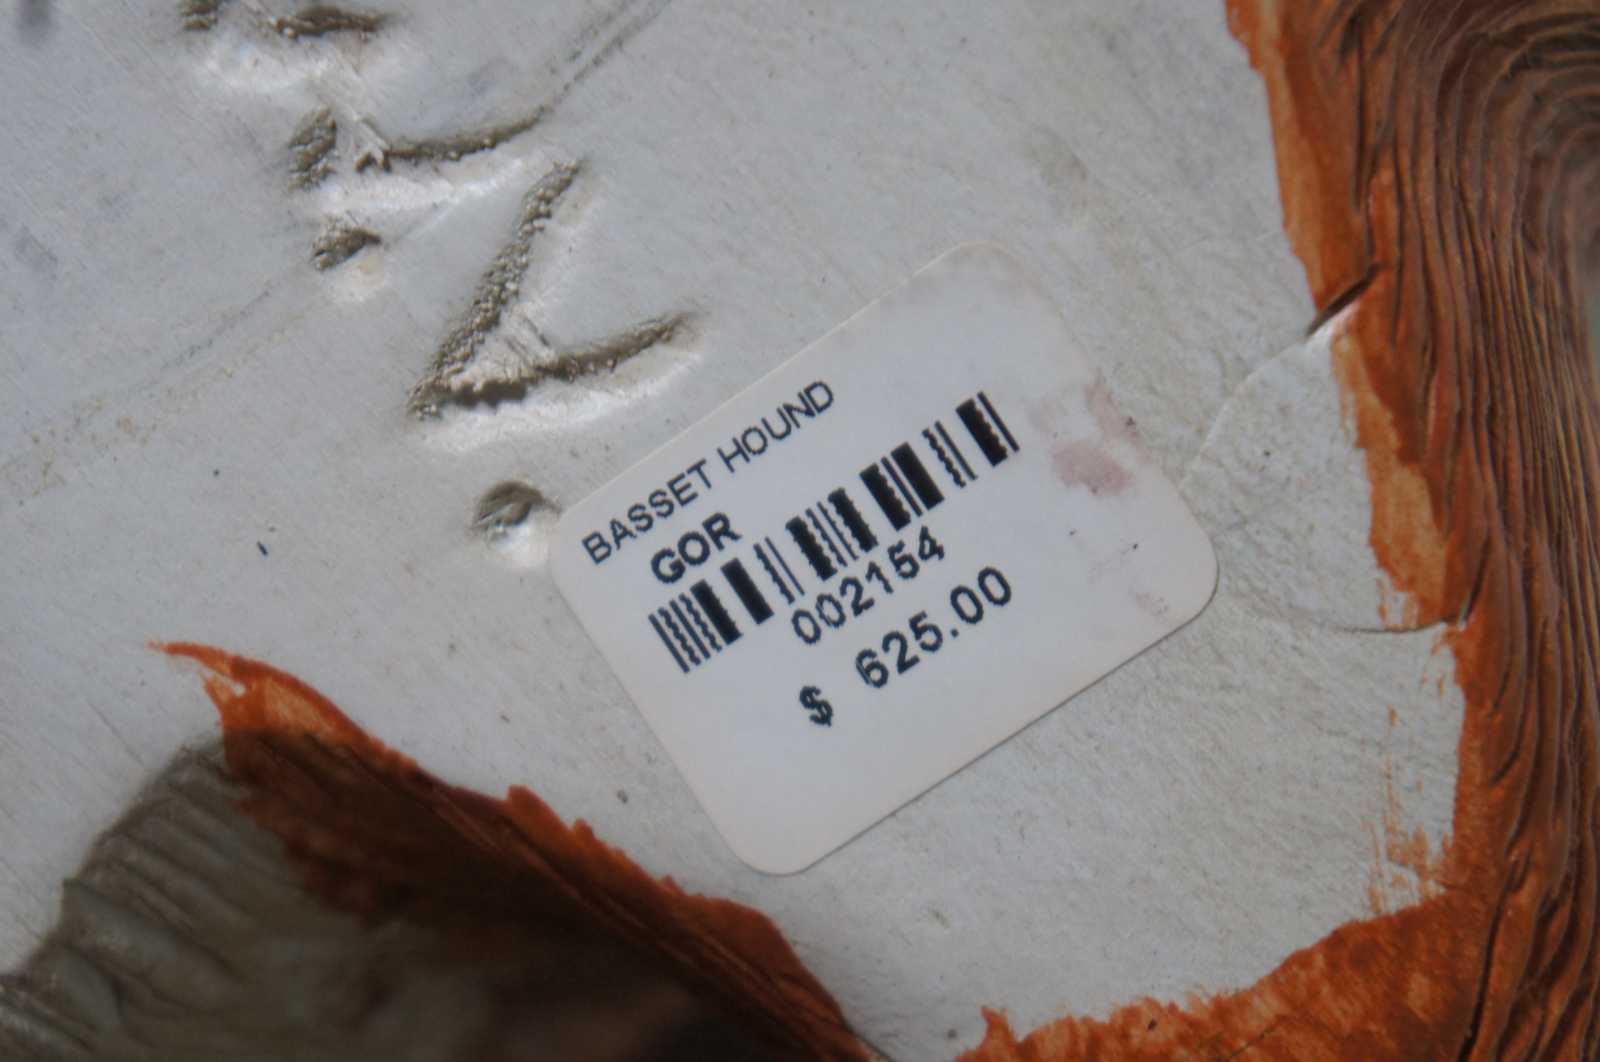 BASSET HOUND
GOR
002154
$ 625.00